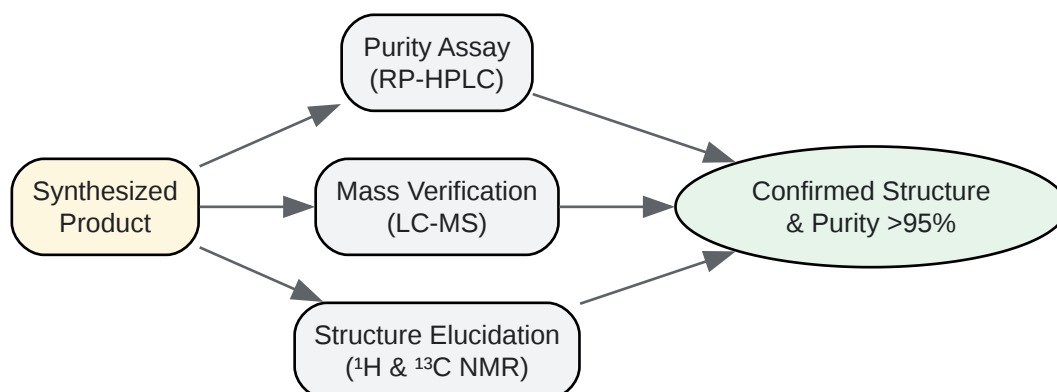 Purity Assay
(RP-HPLC)
Synthesized
Product
Mass Verification
(LC-MS)
Confirmed Structure
& Purity >95%
Structure Elucidation
(¹H & ¹³C NMR)